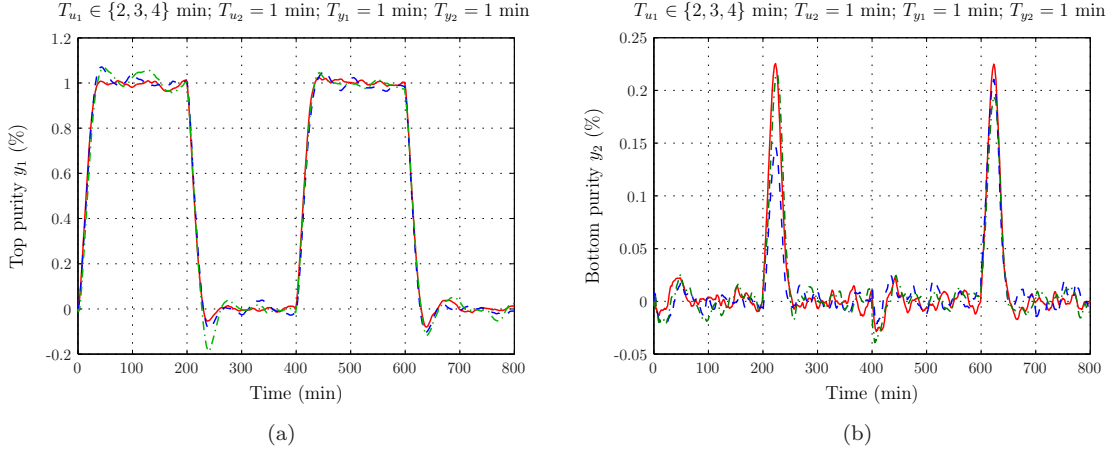 T_{u_1} ∈ {2, 3, 4} min; T_{u_2} = 1 min; T_{y_1} = 1 min; T_{y_2} = 1 min
1.2
1
0.8
0.6
0.4
0.2
0
-0.2
Top purity y_1 (%)
0 100 200 300 400 500 600 700 800
Time (min)
(a)
T_{u_1} ∈ {2, 3, 4} min; T_{u_2} = 1 min; T_{y_1} = 1 min; T_{y_2} = 1 min
0.25
0.2
0.15
0.1
0.05
0
-0.05
Bottom purity y_2 (%)
0 100 200 300 400 500 600 700 800
Time (min)
(b)